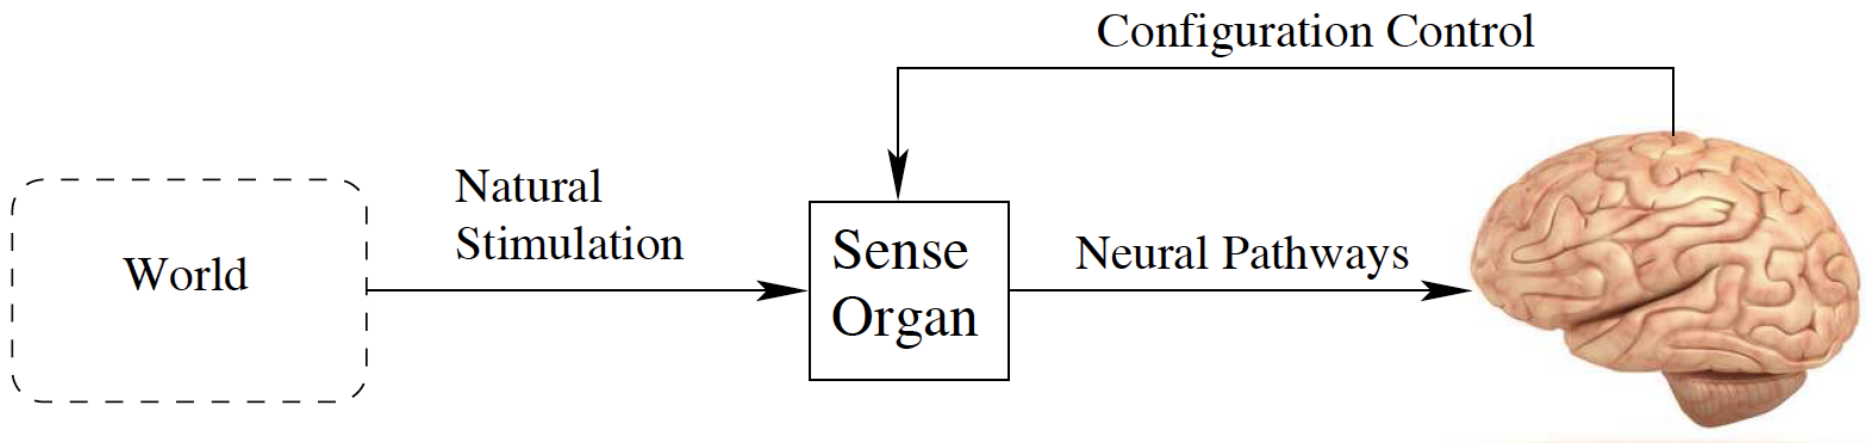 Configuration Control
Natural
Stimulation
World
Sense
Organ
Neural Pathways